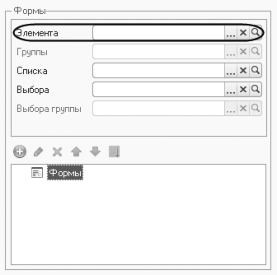 Формы
Элемента
Группы
Списка
Выбора
Выбора группы
Формы